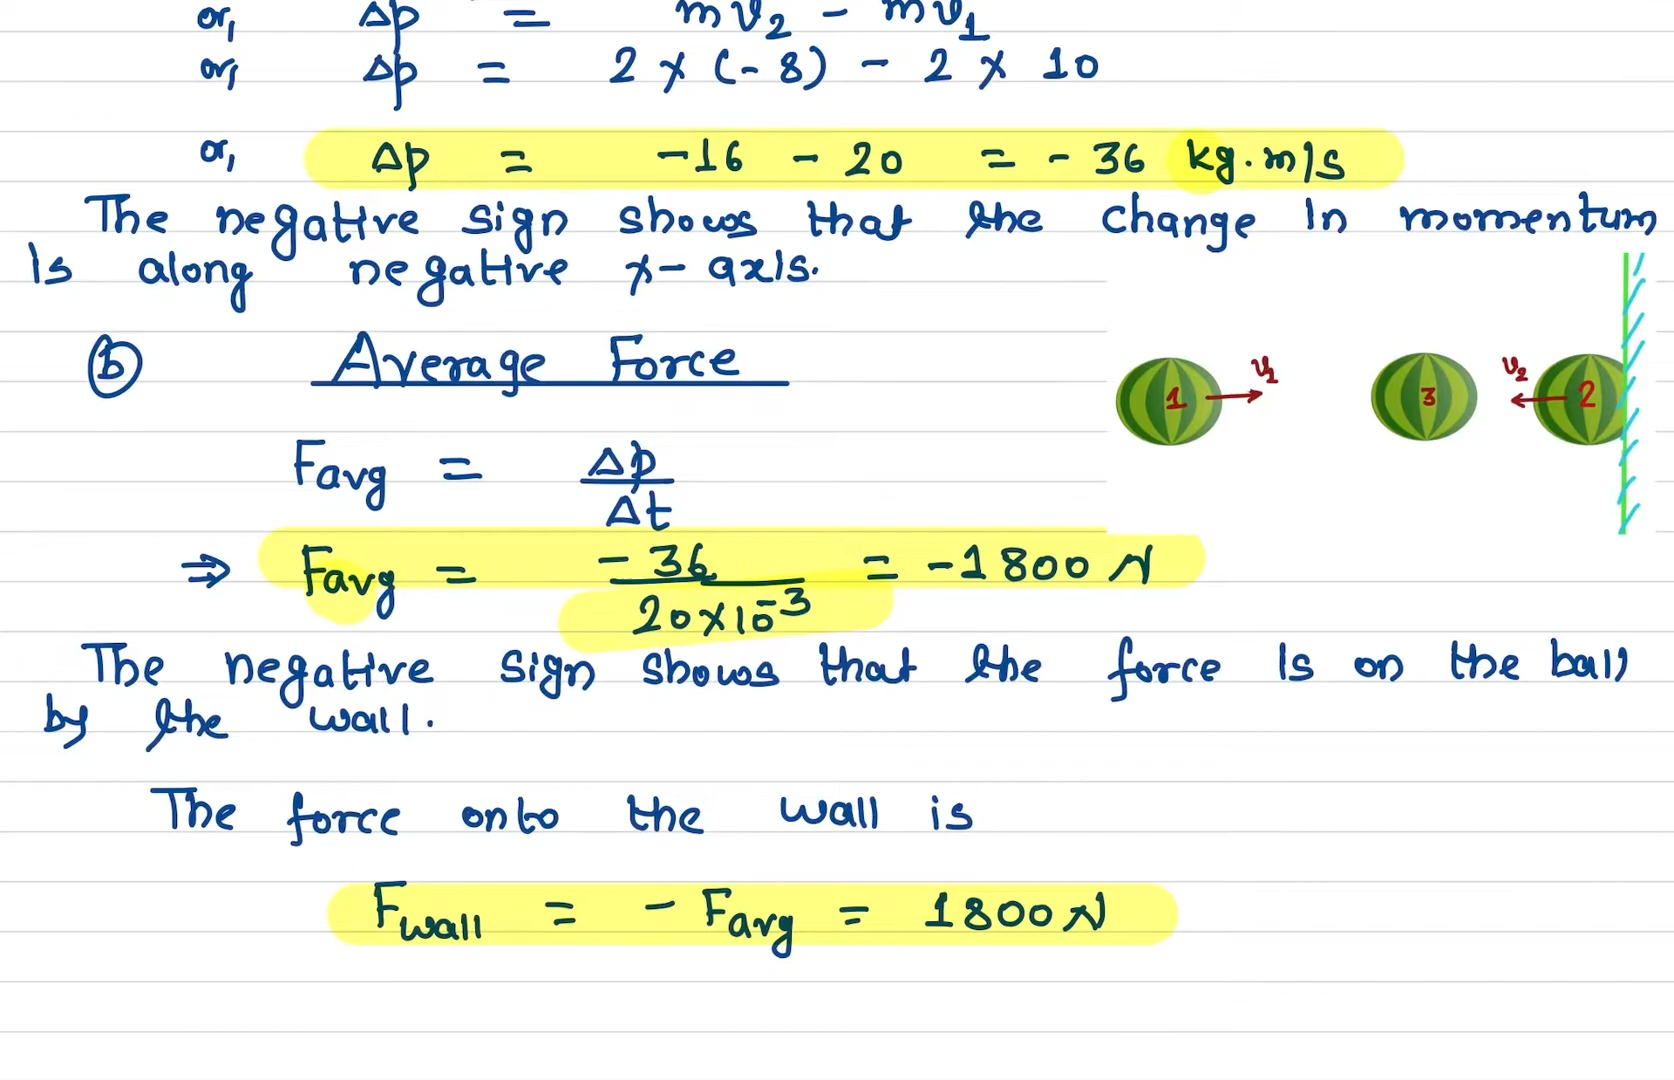 or, Δp = mv₂ - mv₁
or, Δp = 2 × (-8) - 2 × 10
or, Δp = -16 - 20 = -36 kg.m/s
The negative sign shows that the change in momentum
is along negative x-axis.
(b) Average Force
v₁
v₂
1
3
2
Favg = Δp/Δt
⇒ Favg = -36/20×10⁻³ = -1800 N
The negative sign shows that the force is on the ball
by the wall.
The force onto the wall is
Fwall = - Favg = 1800 N